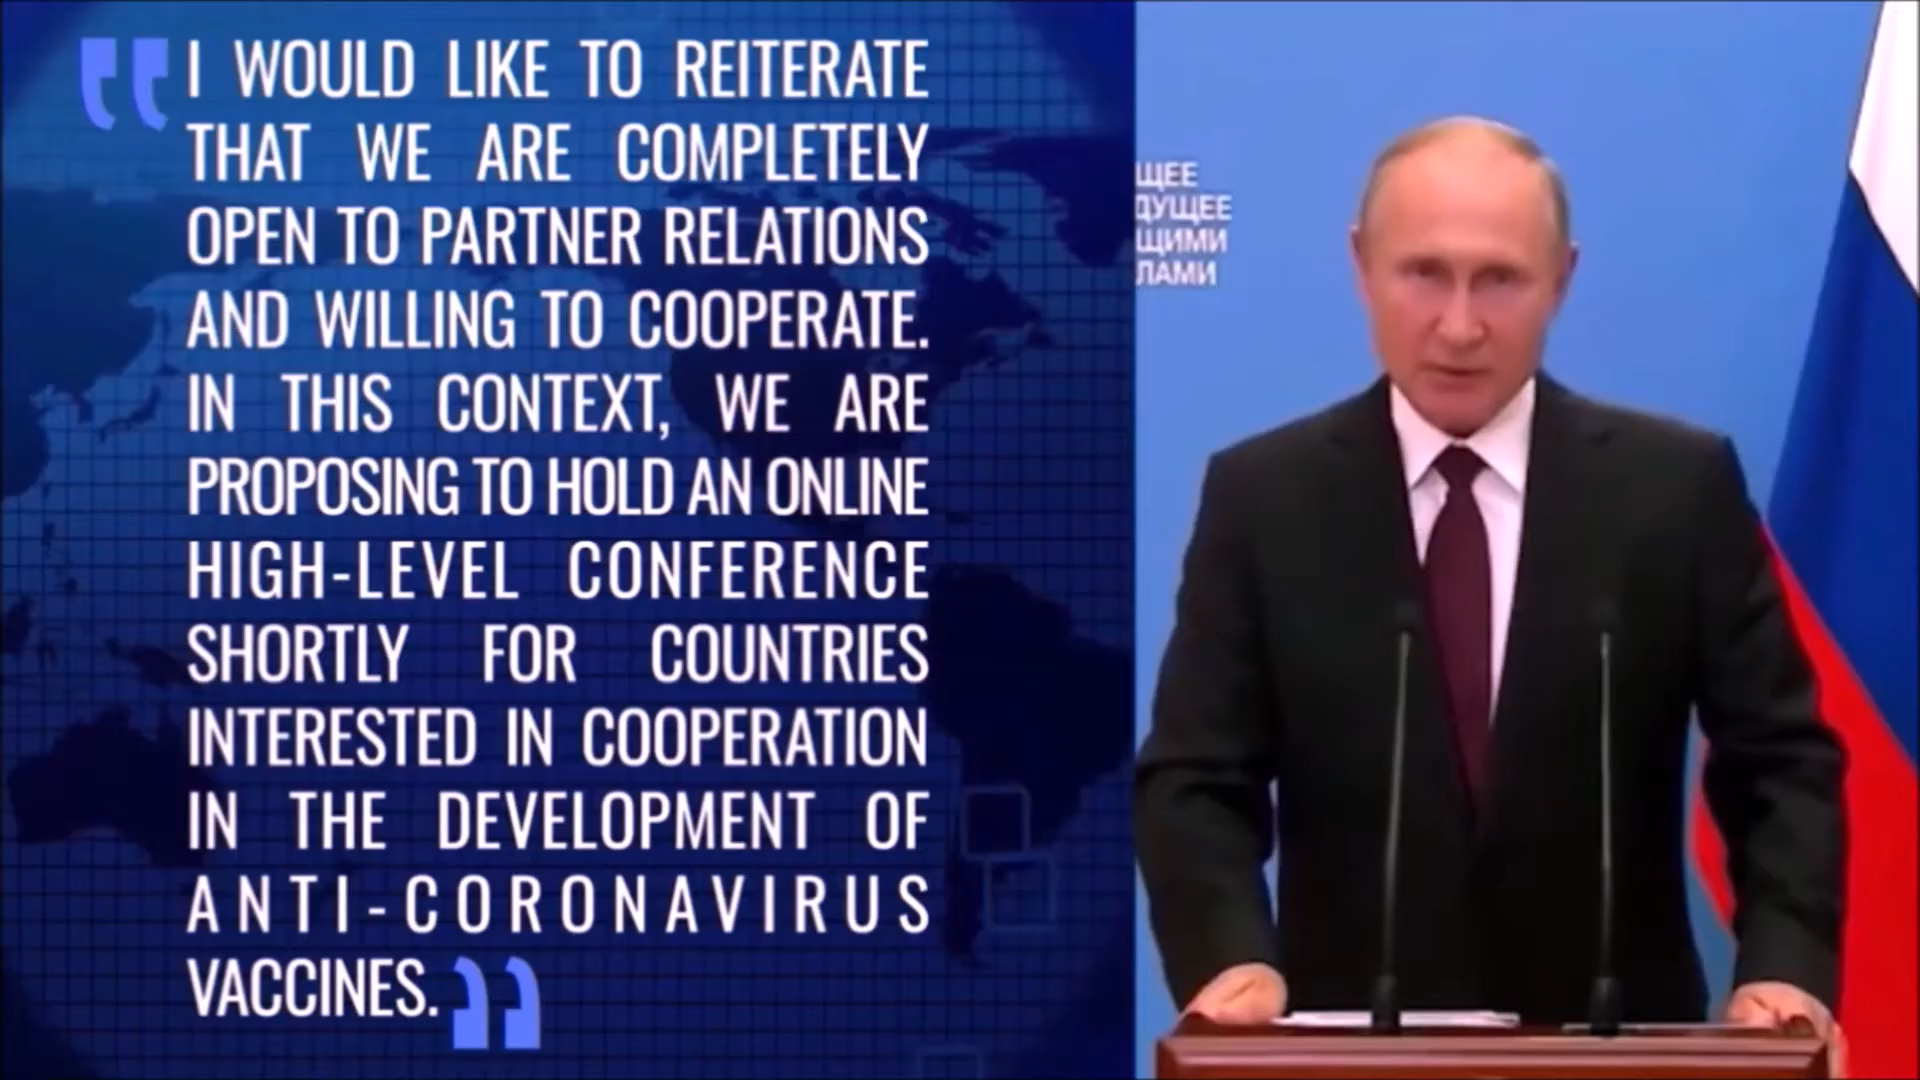 I WOULD LIKE TO REITERATE
THAT WE ARE COMPLETELY
OPEN TO PARTNER RELATIONS
AND WILLING TO COOPERATE.
IN THIS CONTEXT, WE ARE
PROPOSING TO HOLD AN ONLINE
HIGH-LEVEL CONFERENCE
SHORTLY FOR COUNTRIES
INTERESTED IN COOPERATION
IN THE DEVELOPMENT OF
ANTI-CORONAVIRUS
VACCINES.
ЩЕЕ
ДУЩЕЕ
ЩИМИ
ЛАМИ